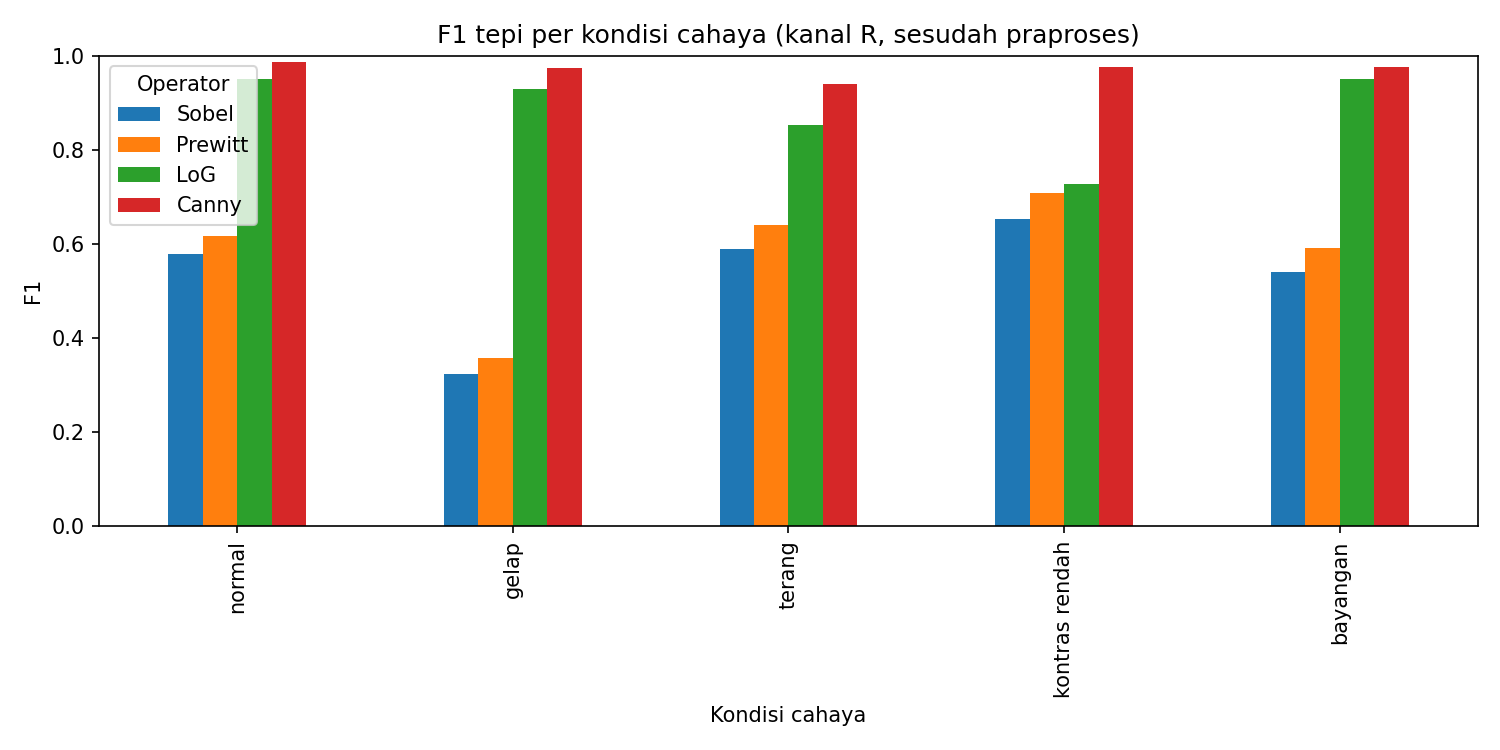 F1 tepi per kondisi cahaya (kanal R, sesudah praproses)
F1
1.0
0.8
0.6
0.4
0.2
0.0
Operator
Sobel
Prewitt
LoG
Canny
normal
gelap
terang
kontras rendah
bayangan
Kondisi cahaya